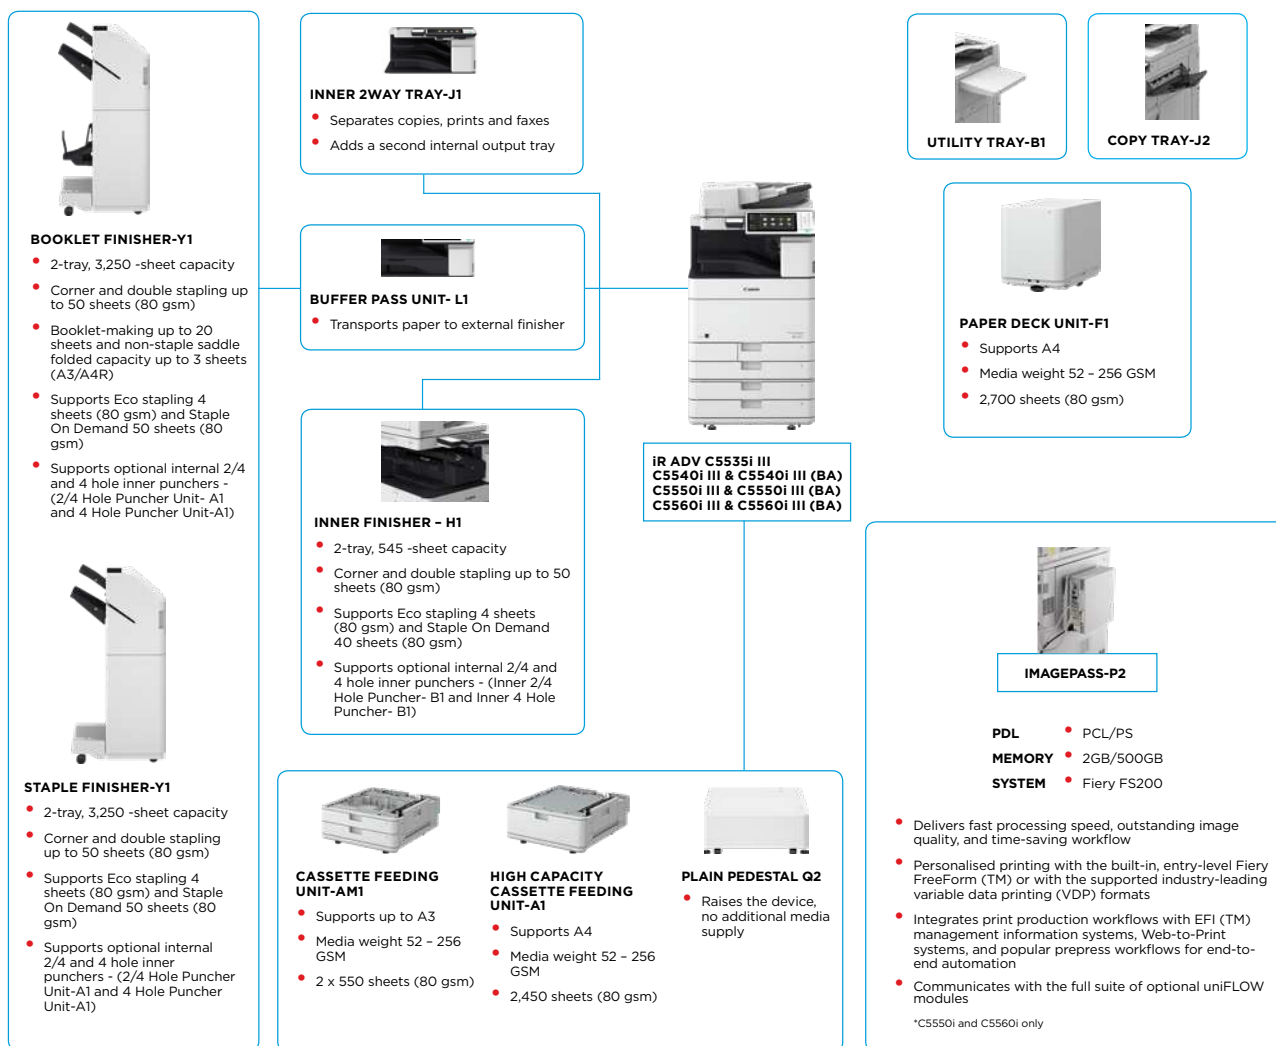 BOOKLET FINISHER-Y1
• 2-tray, 3,250 -sheet capacity
• Corner and double stapling up
to 50 sheets (80 gsm)
• Booklet-making up to 20
sheets and non-staple saddle
folded capacity up to 3 sheets
(A3/A4R)
• Supports Eco stapling 4
sheets (80 gsm) and Staple
On Demand 50 sheets (80
gsm)
• Supports optional internal 2/4
and 4 hole inner punchers -
(2/4 Hole Puncher Unit- A1
and 4 Hole Puncher Unit-A1)
STAPLE FINISHER-Y1
• 2-tray, 3,250 -sheet capacity
• Corner and double stapling
up to 50 sheets (80 gsm)
• Supports Eco stapling 4
sheets (80 gsm) and Staple
On Demand 50 sheets (80
gsm)
• Supports optional internal
2/4 and 4 hole inner
punchers - (2/4 Hole Puncher
Unit-A1 and 4 Hole Puncher
Unit-A1)
INNER 2WAY TRAY-J1
• Separates copies, prints and faxes
• Adds a second internal output tray
BUFFER PASS UNIT- L1
• Transports paper to external finisher
INNER FINISHER – H1
• 2-tray, 545 -sheet capacity
• Corner and double stapling up to 50
sheets (80 gsm)
• Supports Eco stapling 4 sheets
(80 gsm) and Staple On Demand
40 sheets (80 gsm)
• Supports optional internal 2/4 and
4 hole inner punchers - (Inner 2/4
Hole Puncher- B1 and Inner 4 Hole
Puncher- B1)
Canon
iR ADV C5535i III
C5540i III & C5540i III (BA)
C5550i III & C5550i III (BA)
C5560i III & C5560i III (BA)
UTILITY TRAY-B1
COPY TRAY-J2
PAPER DECK UNIT-F1
• Supports A4
• Media weight 52 – 256 GSM
• 2,700 sheets (80 gsm)
CASSETTE FEEDING
UNIT-AM1
• Supports up to A3
• Media weight 52 – 256
GSM
• 2 x 550 sheets (80 gsm)
HIGH CAPACITY
CASSETTE FEEDING
UNIT-A1
• Supports A4
• Media weight 52 – 256
GSM
• 2,450 sheets (80 gsm)
PLAIN PEDESTAL Q2
• Raises the device,
no additional media
supply
IMAGEPASS-P2
PDL • PCL/PS
MEMORY • 2GB/500GB
SYSTEM • Fiery FS200
• Delivers fast processing speed, outstanding image
quality, and time-saving workflow
• Personalised printing with the built-in, entry-level Fiery
FreeForm (TM) or with the supported industry-leading
variable data printing (VDP) formats
• Integrates print production workflows with EFI (TM)
management information systems, Web-to-Print
systems, and popular prepress workflows for end-to-
end automation
• Communicates with the full suite of optional uniFLOW
modules
*C5550i and C5560i only